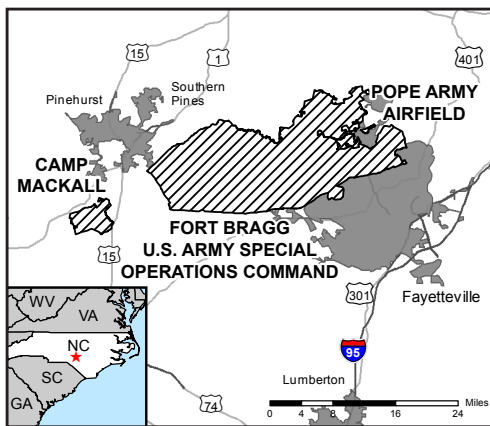 15
1
401
Southern
Pines
Pinehurst
POPE ARMY
AIRFIELD
CAMP
MACKALL
FORT BRAGG
U.S. ARMY SPECIAL
OPERATIONS COMMAND
15
301
Fayetteville
95
WV
VA
NC
SC
GA
Lumberton
74
Miles
0 4 8 16 24